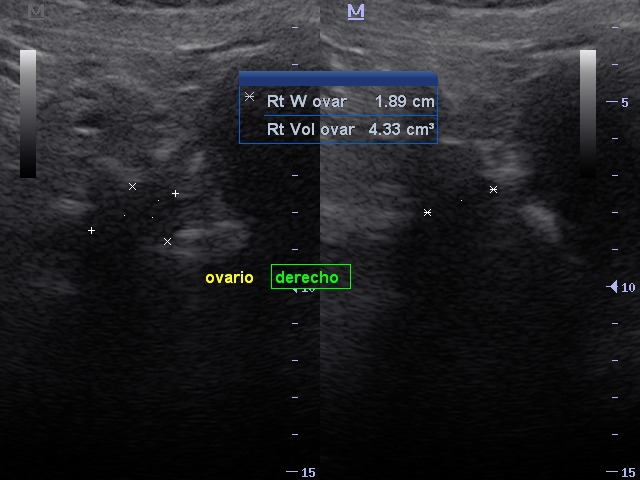 M
M
Rt W ovar 1.89 cm
Rt Vol ovar 4.33 cm³
5
ovario derecho
10
10
15
15